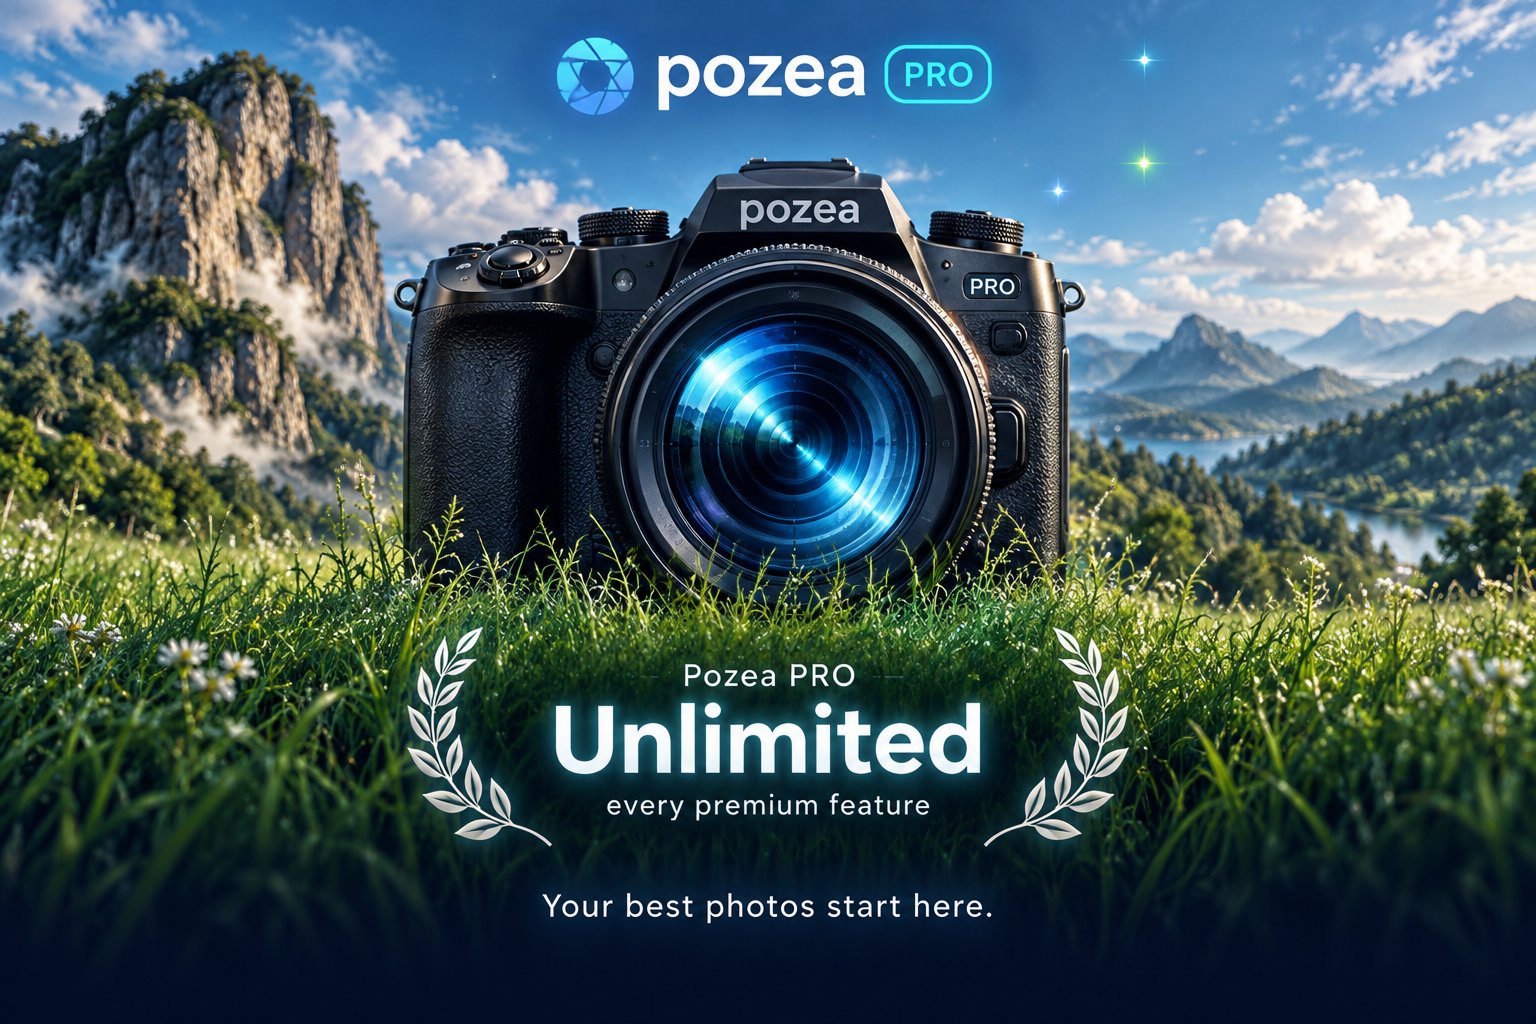 pozea PRO
pozea
PRO
Pozea PRO
Unlimited
every premium feature
Your best photos start here.